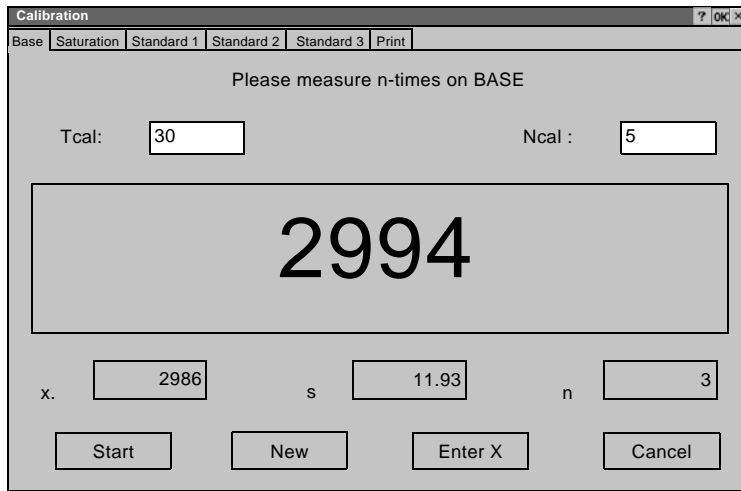 Calibration ? OK ×
Base Saturation Standard 1 Standard 2 Standard 3 Print
Please measure n-times on BASE
Tcal: 30 Ncal : 5
2994
x. 2986 s 11.93 n 3
Start New Enter X Cancel